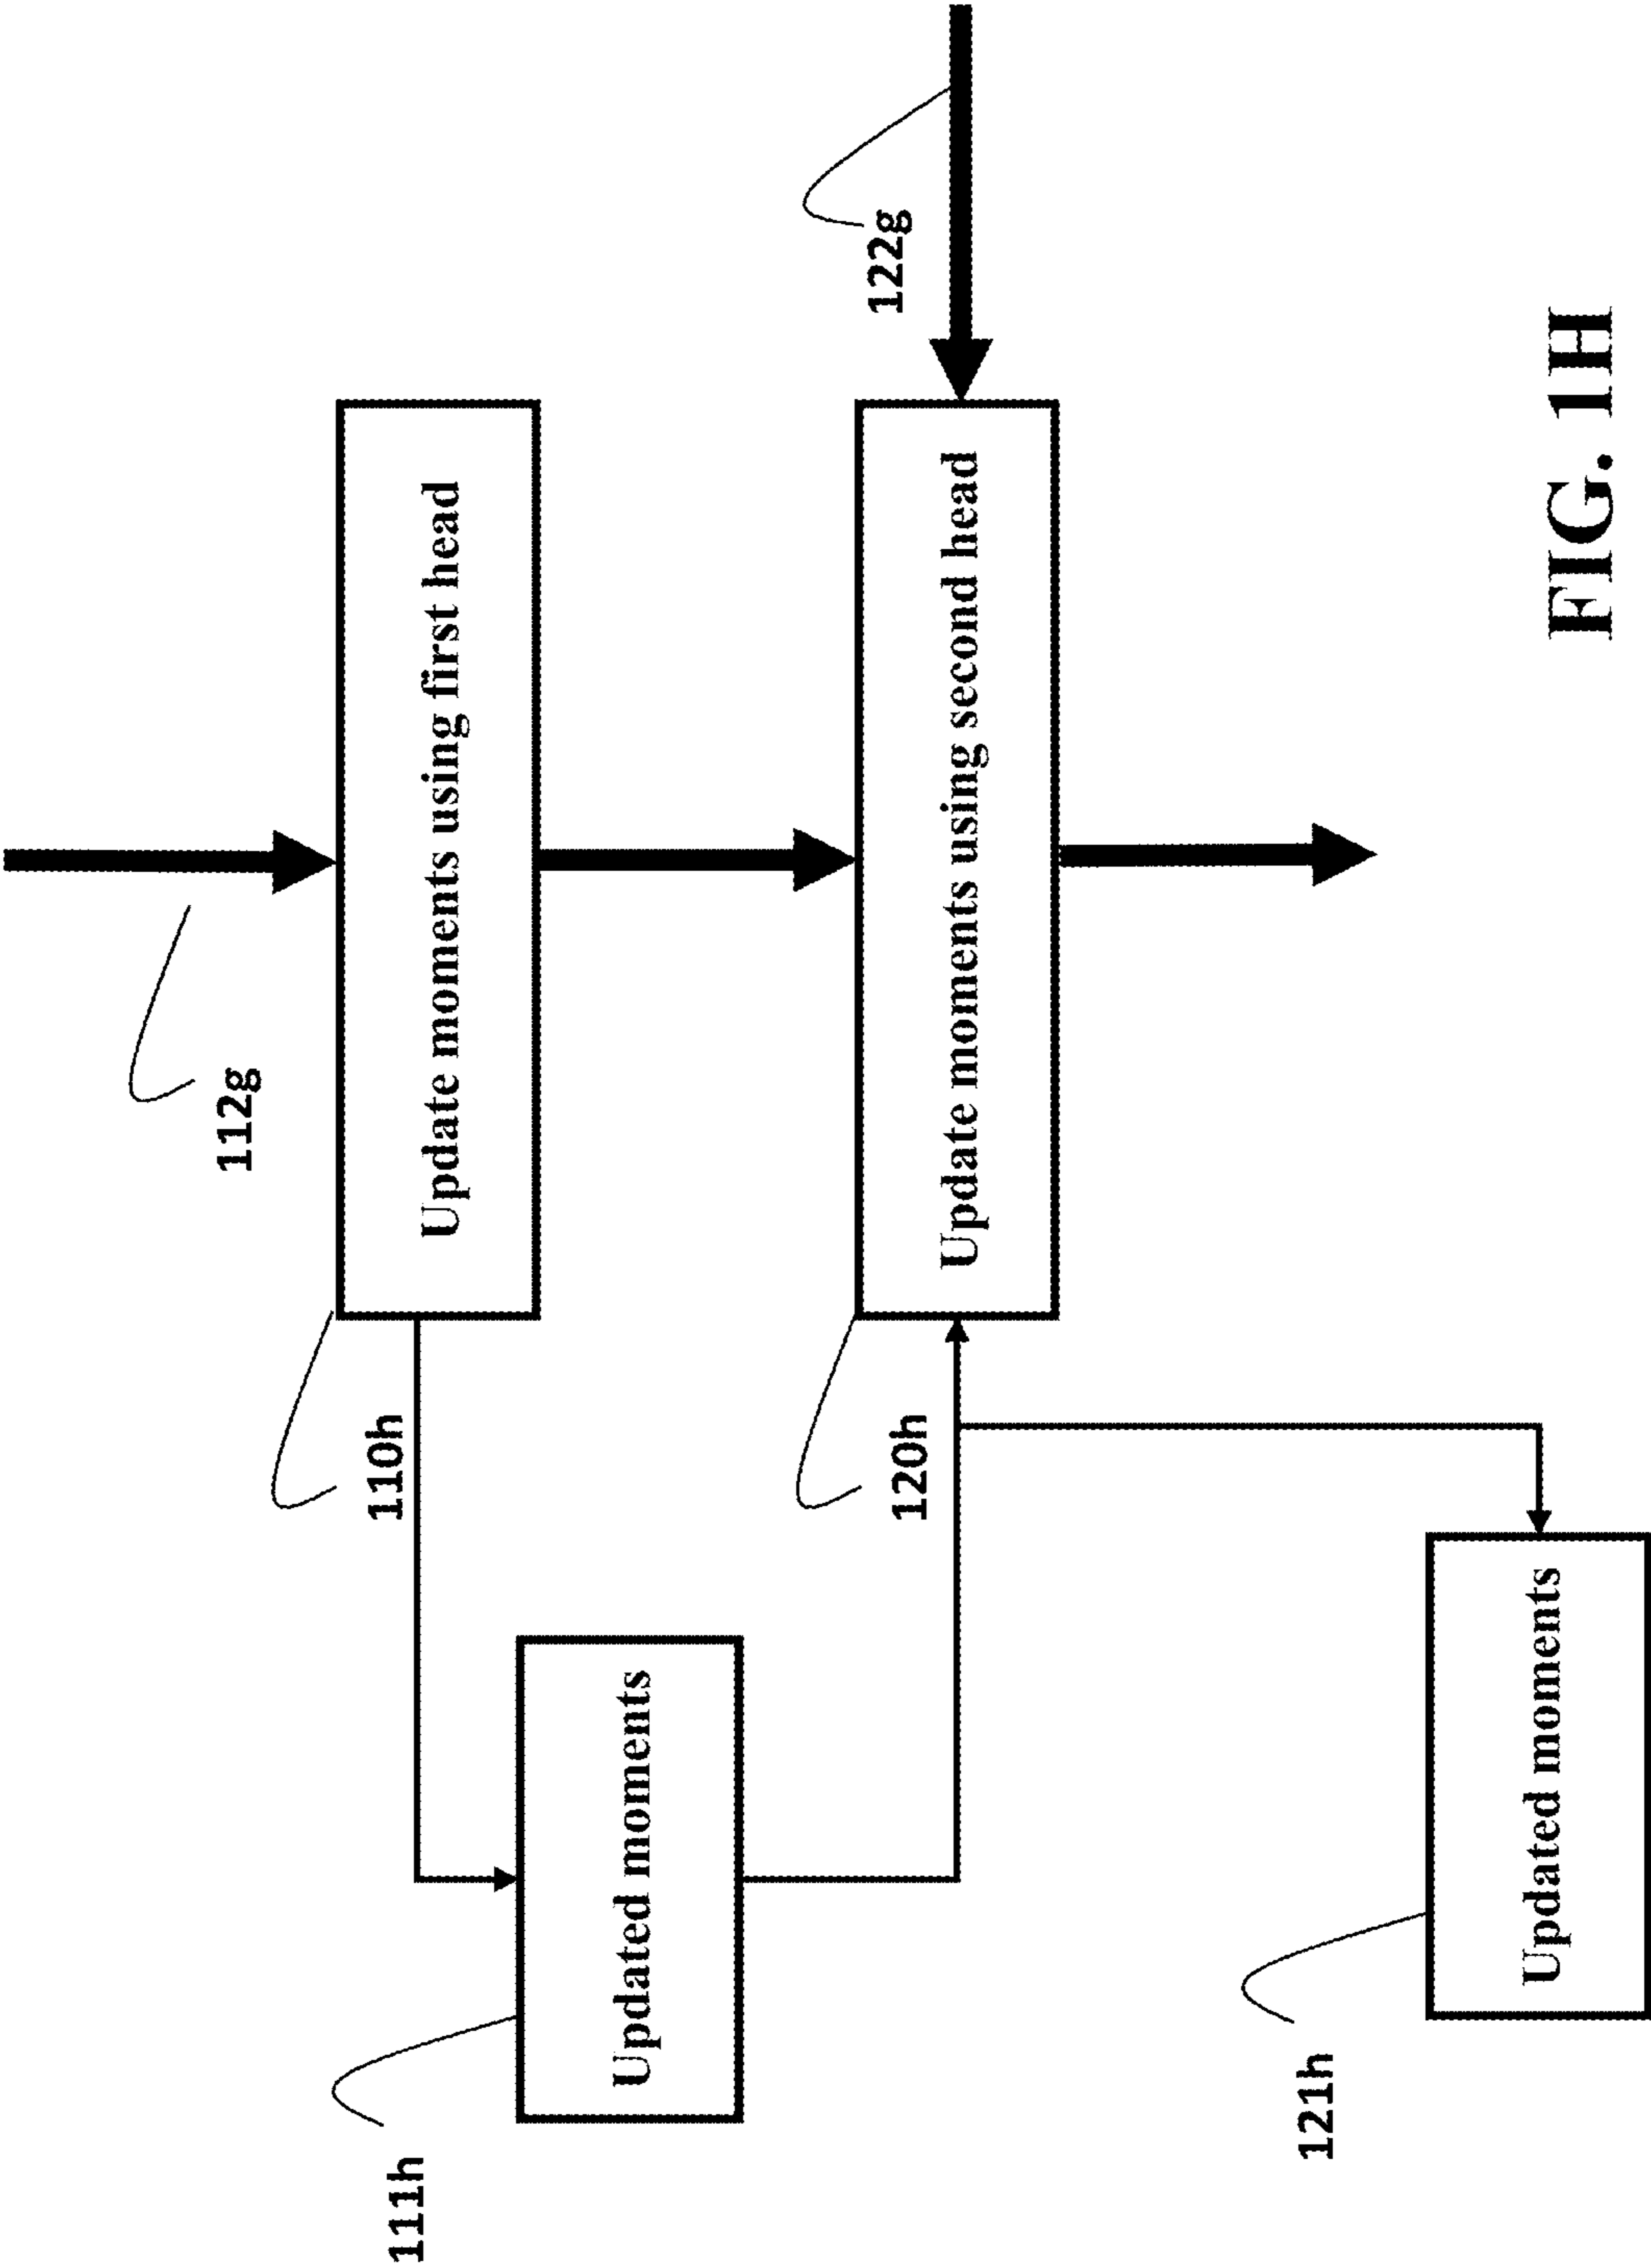 112g
Update moments using first head
110h
111h
Updated moments
122g
Update moments using second head
120h
121h
Updated moments
FIG. 1H